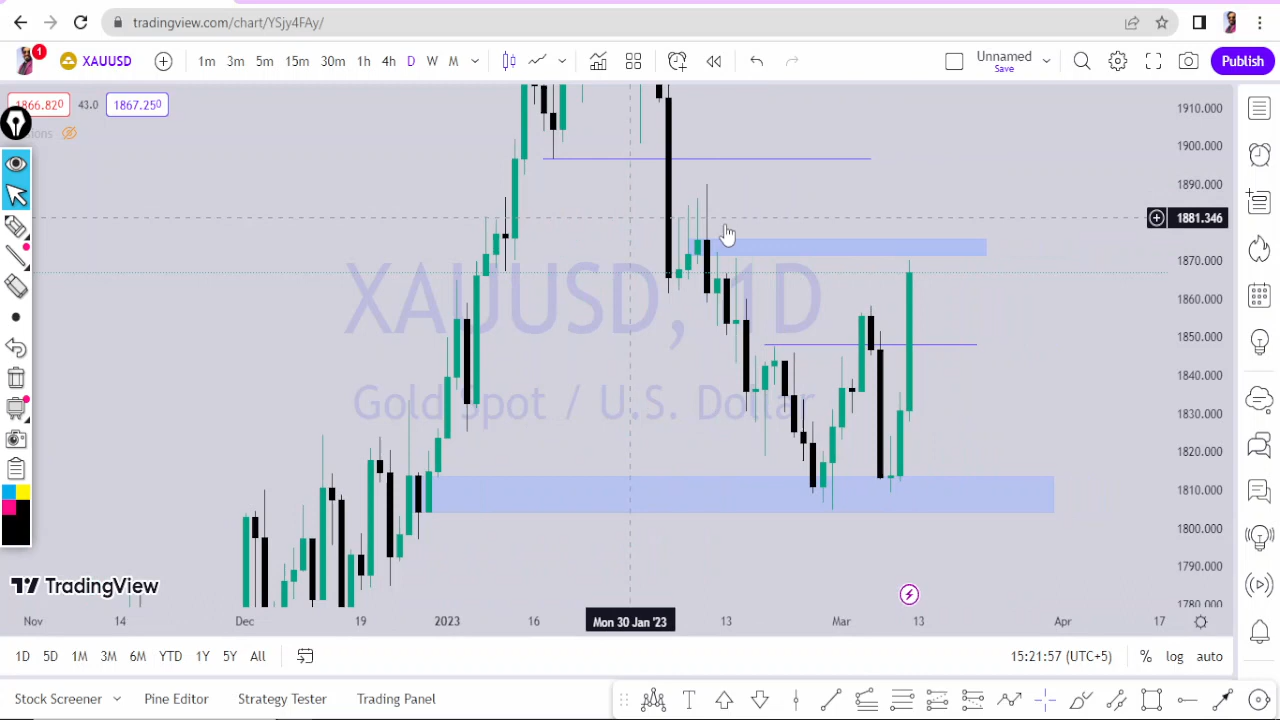 tradingview.com/chart/YSjy4FAy/
1
XAUUSD
1m 3m 5m 15m 30m 1h 4h D W M
Unnamed
Save
Publish
1866.820 43.0 1867.250
1910.000
1900.000
1890.000
1881.346
1870.000
1860.000
1850.000
1840.000
1830.000
1820.000
1810.000
1800.000
1790.000
1780.000
XAUUSD, 1D
Gold Spot / U.S. Dollar
TradingView
Nov 14 Dec 19 2023 16 Mon 30 Jan '23 13 Mar 13 Apr 17
1D 5D 1M 3M 6M YTD 1Y 5Y All
15:21:57 (UTC+5) % log auto
Stock Screener Pine Editor Strategy Tester Trading Panel